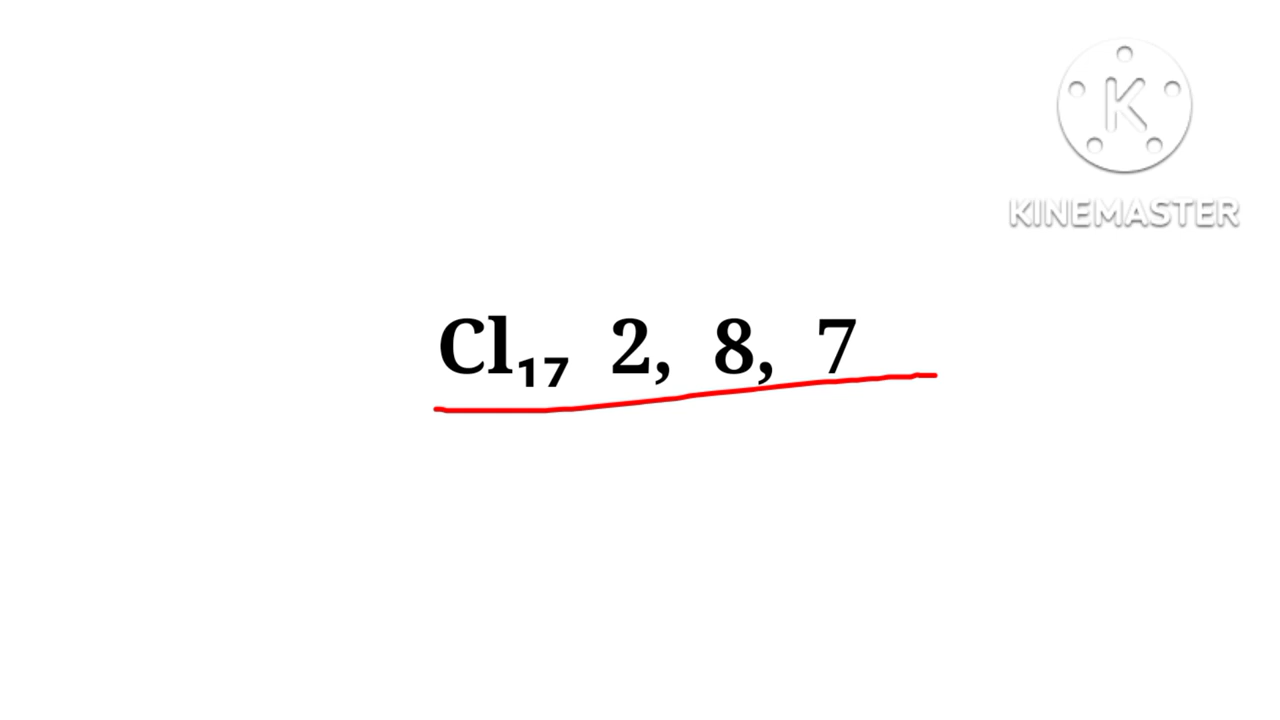 K
KINEMASTER
Cl₁₇ 2, 8, 7